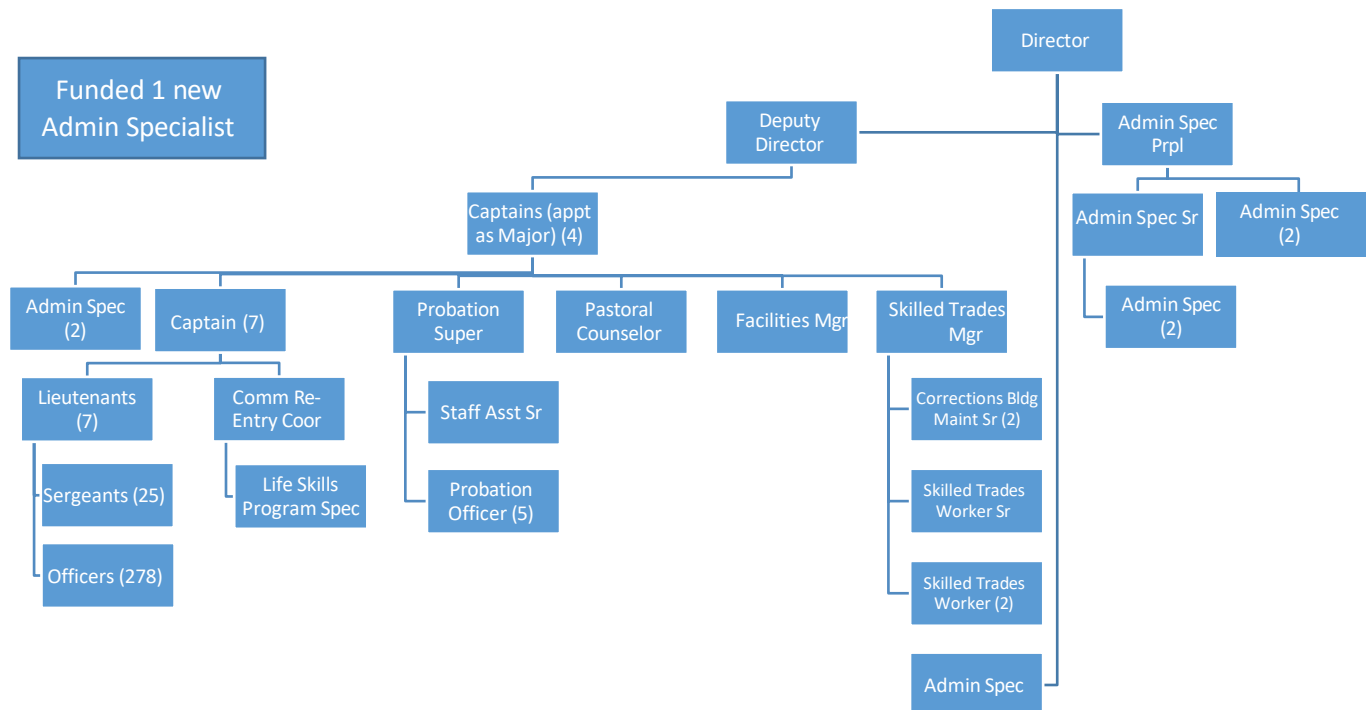 Director
Funded 1 new
Admin Specialist
Deputy
Director
Admin Spec
Prpl
Captains (appt
as Major) (4)
Admin Spec Sr
Admin Spec
(2)
Admin Spec
(2)
Captain (7)
Probation
Super
Pastoral
Counselor
Facilities Mgr
Skilled Trades
Mgr
Admin Spec
(2)
Lieutenants
(7)
Comm Re-
Entry Coor
Staff Asst Sr
Corrections Bldg
Maint Sr (2)
Sergeants (25)
Life Skills
Program Spec
Probation
Officer (5)
Skilled Trades
Worker Sr
Officers (278)
Skilled Trades
Worker (2)
Admin Spec